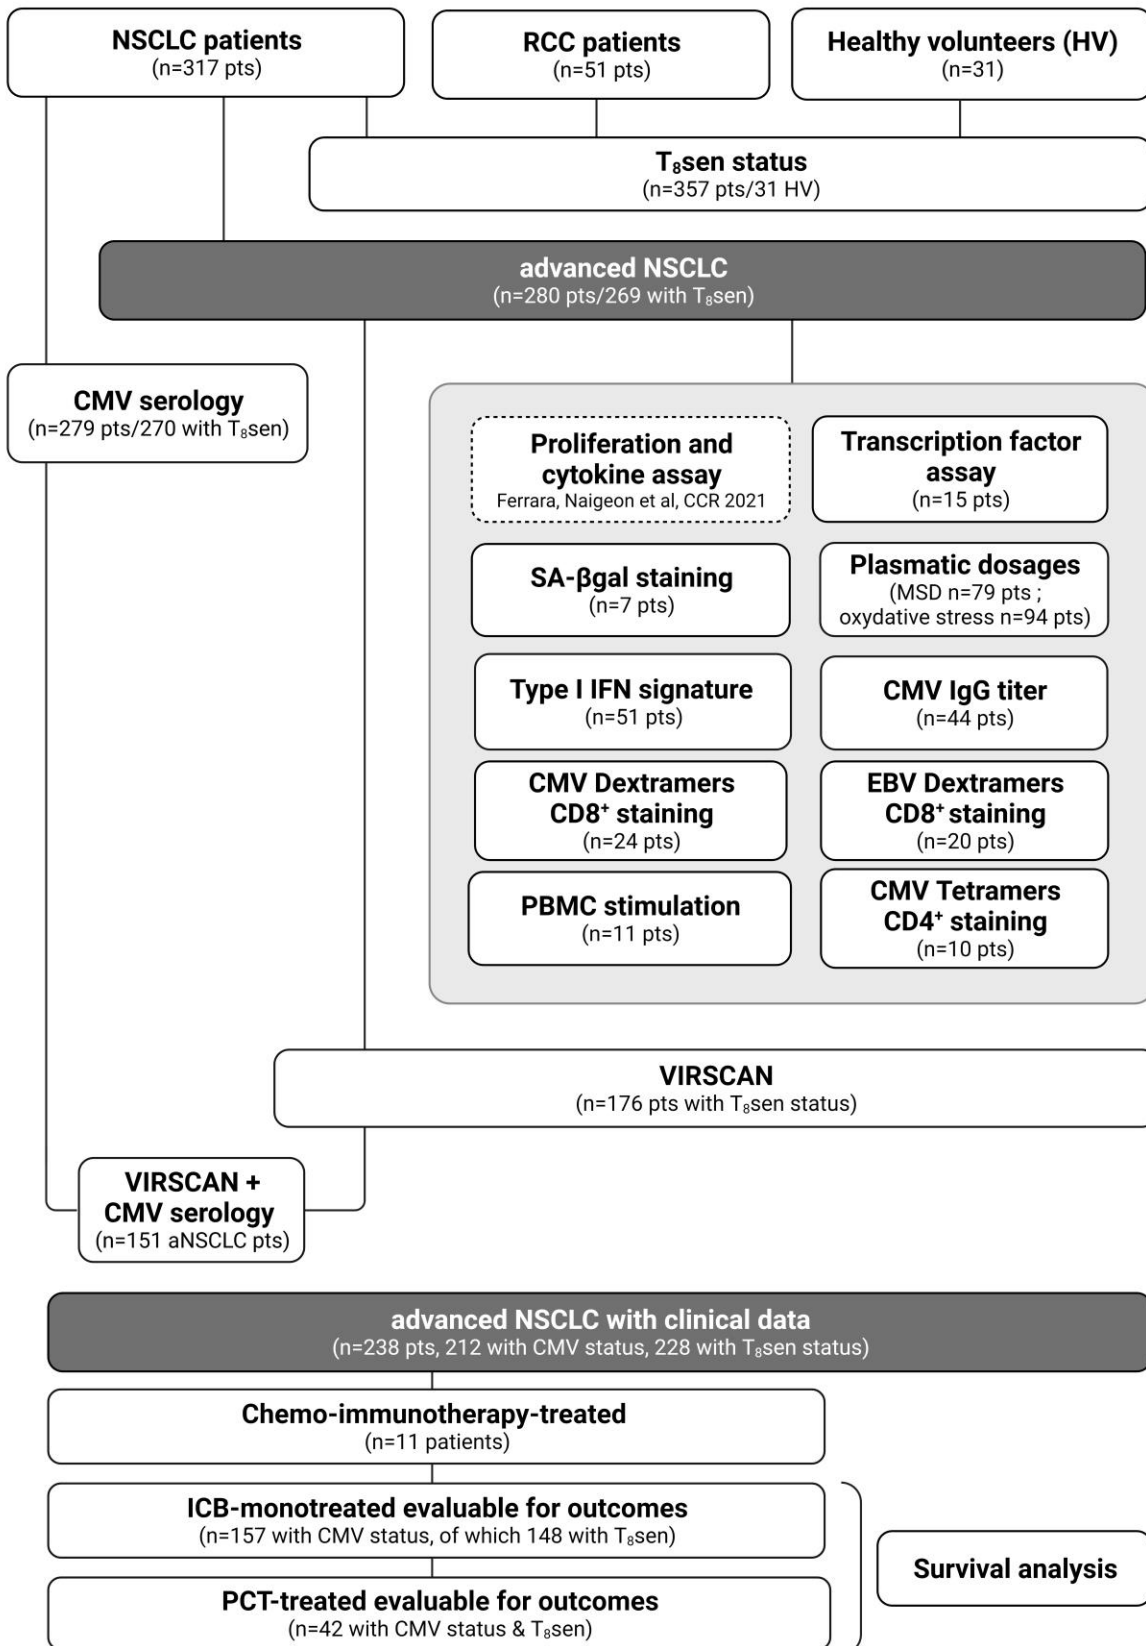 NSCLC patients
(n=317 pts)
RCC patients
(n=51 pts)
Healthy volunteers (HV)
(n=31)
T₈sen status
(n=357 pts/31 HV)
advanced NSCLC
(n=280 pts/269 with T₈sen)
CMV serology
(n=279 pts/270 with T₈sen)
Proliferation and
cytokine assay
Ferrara, Naigeon et al, CCR 2021
Transcription factor
assay
(n=15 pts)
SA-βgal staining
(n=7 pts)
Plasmatic dosages
(MSD n=79 pts ;
oxydative stress n=94 pts)
Type I IFN signature
(n=51 pts)
CMV IgG titer
(n=44 pts)
CMV Dextramers
CD8⁺ staining
(n=24 pts)
EBV Dextramers
CD8⁺ staining
(n=20 pts)
PBMC stimulation
(n=11 pts)
CMV Tetramers
CD4⁺ staining
(n=10 pts)
VIRSCAN
(n=176 pts with T₈sen status)
VIRSCAN +
CMV serology
(n=151 aNSCLC pts)
advanced NSCLC with clinical data
(n=238 pts, 212 with CMV status, 228 with T₈sen status)
Chemo-immunotherapy-treated
(n=11 patients)
ICB-monotreated evaluable for outcomes
(n=157 with CMV status, of which 148 with T₈sen)
Survival analysis
PCT-treated evaluable for outcomes
(n=42 with CMV status & T₈sen)